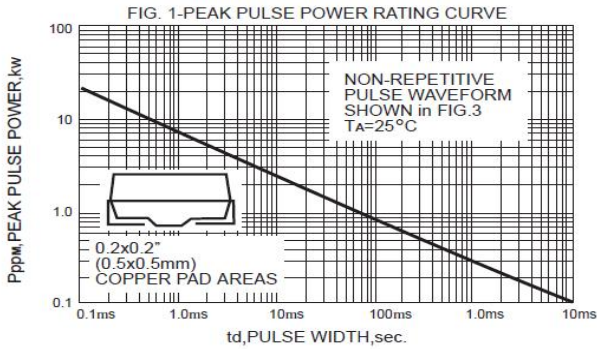 FIG. 1-PEAK PULSE POWER RATING CURVE
100
10
1.0
0.1
PPPM,PEAK PULSE POWER,kw
NON-REPETITIVE
PULSE WAVEFORM
SHOWN in FIG.3
TA=25°C
0.2x0.2"
(0.5x0.5mm)
COPPER PAD AREAS
0.1ms 1.0ms 10ms 100ms 1.0ms 10ms
td,PULSE WIDTH,sec.